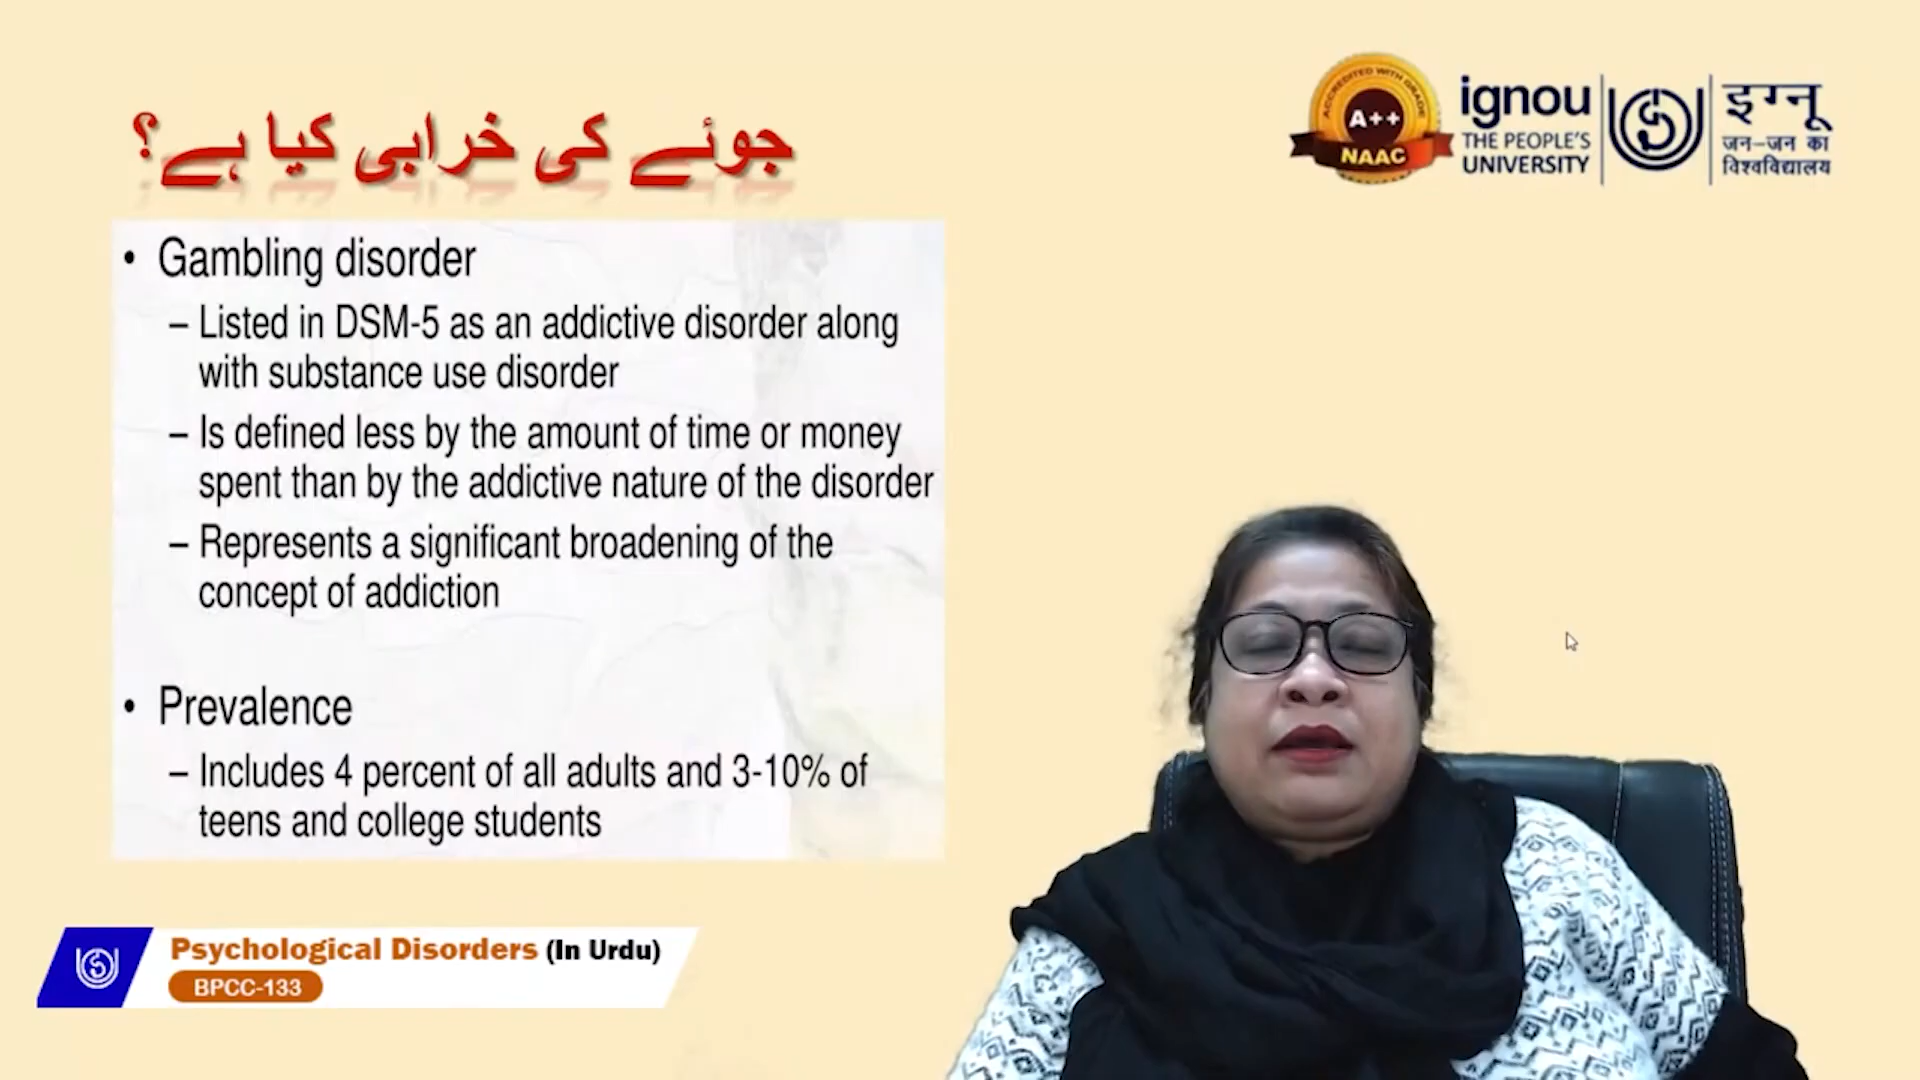 جوئے کی خرابی کیا ہے؟
ACCREDITED WITH GRADE
A++
NAAC
ignou
THE PEOPLE'S
UNIVERSITY
इग्नू
जन-जन का
विश्वविद्यालय
• Gambling disorder
– Listed in DSM-5 as an addictive disorder along
with substance use disorder
– Is defined less by the amount of time or money
spent than by the addictive nature of the disorder
– Represents a significant broadening of the
concept of addiction
• Prevalence
– Includes 4 percent of all adults and 3-10% of
teens and college students
Psychological Disorders (In Urdu)
BPCC-133